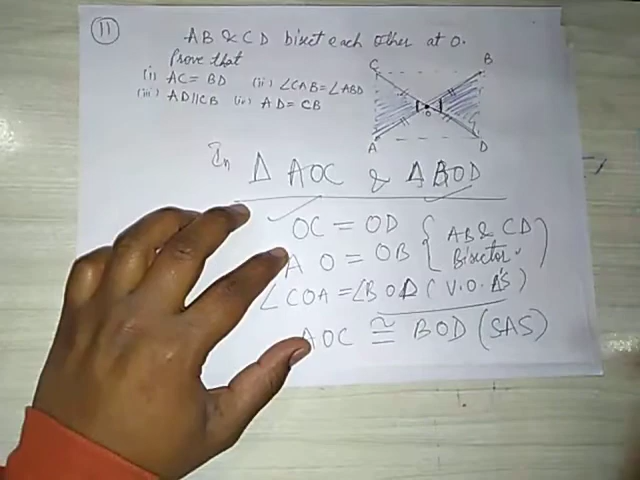 11
AB & CD bisect each other at O.
Prove that
(i) AC = BD (ii) ∠CAB = ∠ABD
(iii) AD || CB (iv) AD = CB
C B
O
A D
In Δ AOC & Δ BOD
OC = OD { AB & CD
AO = OB { Bisector }
∠COA = ∠BOD ( V.O. ∆'S )
AOC ≅ BOD (SAS)